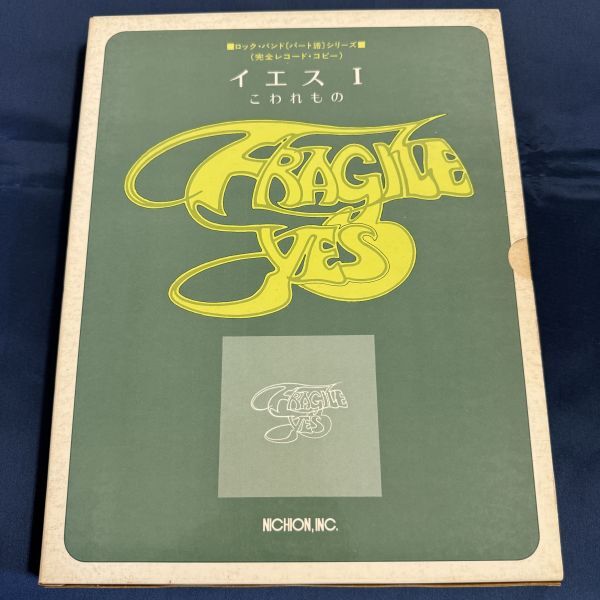 ■ロック・バンド〔パート譜〕シリーズ■
(完全レコード・コピー)
イエス I
こわれもの
FRAGILE
YES
FRAGILE
YES
NICHION, INC.